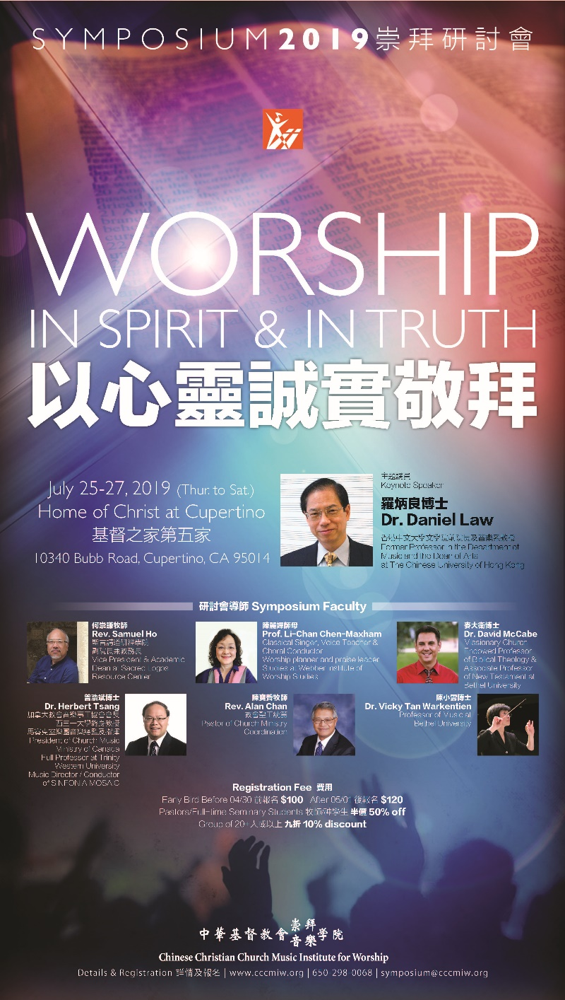 SYMPOSIUM 2019 崇拜研討會
WORSHIP
IN SPIRIT & IN TRUTH
以心靈誠實敬拜
July 25-27, 2019 (Thur. to Sat.)
Home of Christ at Cupertino
基督之家第五家
10340 Bubb Road, Cupertino, CA 95014
主題講員
Keynote Speaker
羅炳良博士
Dr. Daniel Law
香港中文大學文學院前院長及音樂系教授
Former Professor in the Department of
Music and the Dean of Arts
at The Chinese University of Hong Kong
研討會導師 Symposium Faculty
何崇謙牧師
Rev. Samuel Ho
聖言講道研經學院
副院長兼教務長
Vice President & Academic
Dean at Sacred Logos
Resource Center
陳麗嬋師母
Prof. Li-Chan Chen-Maxham
Classical Singer, Voice Teacher &
Choral Conductor
Worship planner and praise leader
Studies at Webber Institute of
Worship Studies
麥大衛博士
Dr. David McCabe
Missionary Church
Endowed Professor
of Biblical Theology &
Associate Professor
of New Testament at
Bethel University
曾浩斌博士
Dr. Herbert Tsang
加拿大教會音樂事工協會會長
西三一大學終身教授
馬賽克室樂團音樂總監及指揮
President of Church Music
Ministry of Canada
Full Professor at Trinity
Western University
Music Director / Conductor
of SINFONIA MOSAIC
牧師
Rev. Alan Chan
教會聖工統籌
Pastor of Church Ministry
Coordination
陳小雲博士
Dr. Vicky Tan Warkentien
Professor of Music at
Bethel University
Registration Fee 費用
Early Bird Before 04/30 前報名 $100 After 05/01 後報名 $120
Pastors/Full-time Seminary Students 牧師/神學生 半價 50% off
Group of 20+ 人或以上 九折 10% discount
中華基督教會崇拜音樂学院
Chinese Christian Church Music Institute for Worship
Details & Registration 詳情及報名 | www.cccmiw.org | 650-298-0068 | symposium@cccmiw.org